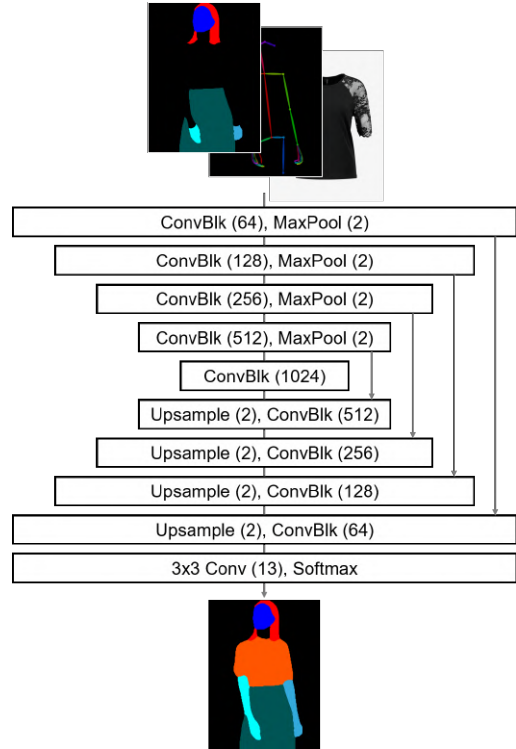 ConvBlk (64), MaxPool (2)
ConvBlk (128), MaxPool (2)
ConvBlk (256), MaxPool (2)
ConvBlk (512), MaxPool (2)
ConvBlk (1024)
Upsample (2), ConvBlk (512)
Upsample (2), ConvBlk (256)
Upsample (2), ConvBlk (128)
Upsample (2), ConvBlk (64)
3x3 Conv (13), Softmax